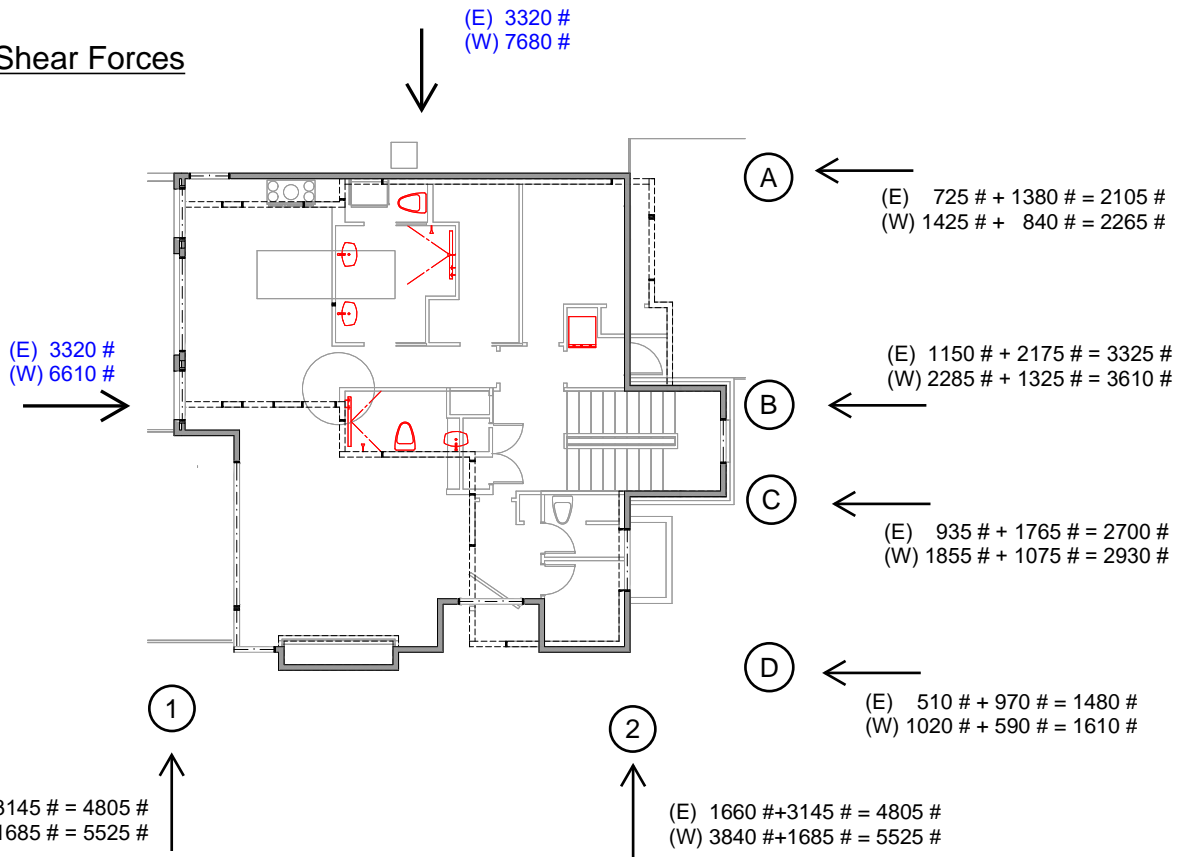 (E) 3320 #
(W) 7680 #
Shear Forces
A
(E) 725 # + 1380 # = 2105 #
(W) 1425 # + 840 # = 2265 #
(E) 3320 #
(W) 6610 #
(E) 1150 # + 2175 # = 3325 #
(W) 2285 # + 1325 # = 3610 #
B
C
(E) 935 # + 1765 # = 2700 #
(W) 1855 # + 1075 # = 2930 #
D
(E) 510 # + 970 # = 1480 #
(W) 1020 # + 590 # = 1610 #
1
2
3145 # = 4805 #
1685 # = 5525 #
(E) 1660 #+3145 # = 4805 #
(W) 3840 #+1685 # = 5525 #